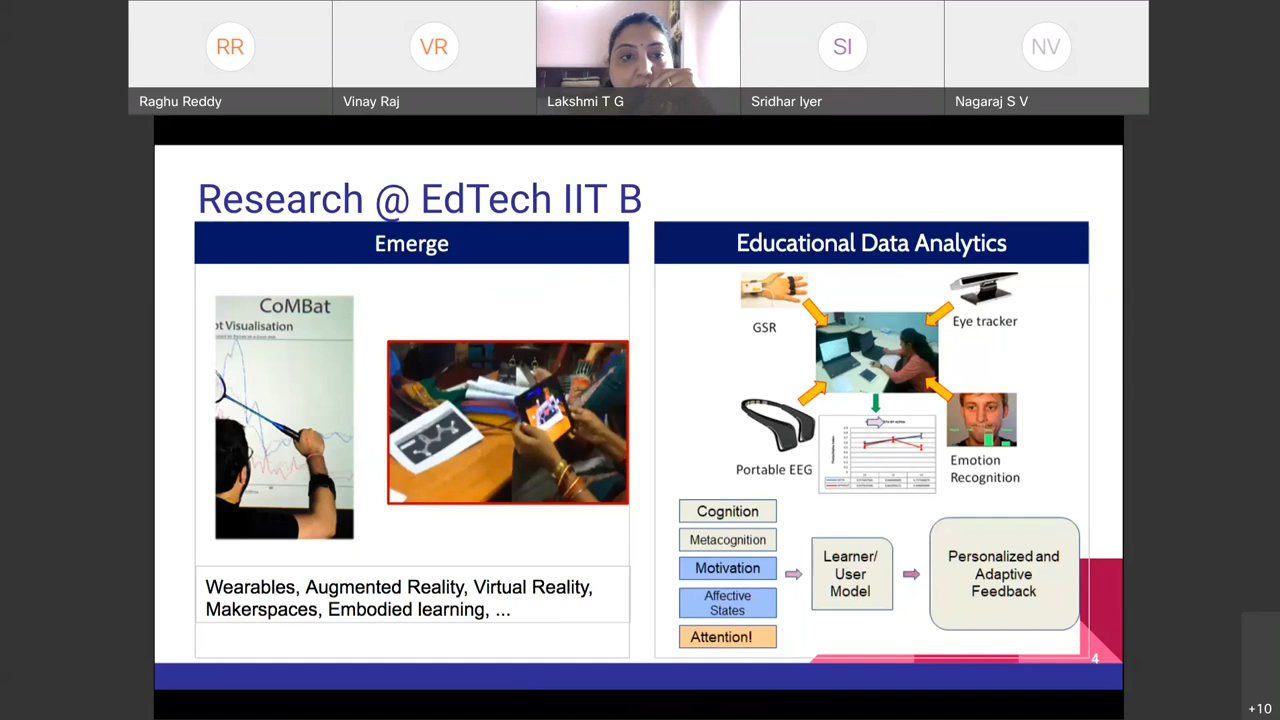 RR
VR
SI
NV
Raghu Reddy
Vinay Raj
Lakshmi T G
Sridhar Iyer
Nagaraj S V
Research @ EdTech IIT B
Emerge
CoMBat
ot Visualisation
Wearables, Augmented Reality, Virtual Reality,
Makerspaces, Embodied learning, ...
Educational Data Analytics
GSR
Eye tracker
Portable EEG
Emotion
Recognition
Cognition
Metacognition
Motivation
Affective
States
Attention!
Learner/
User
Model
Personalized and
Adaptive
Feedback
4
+10